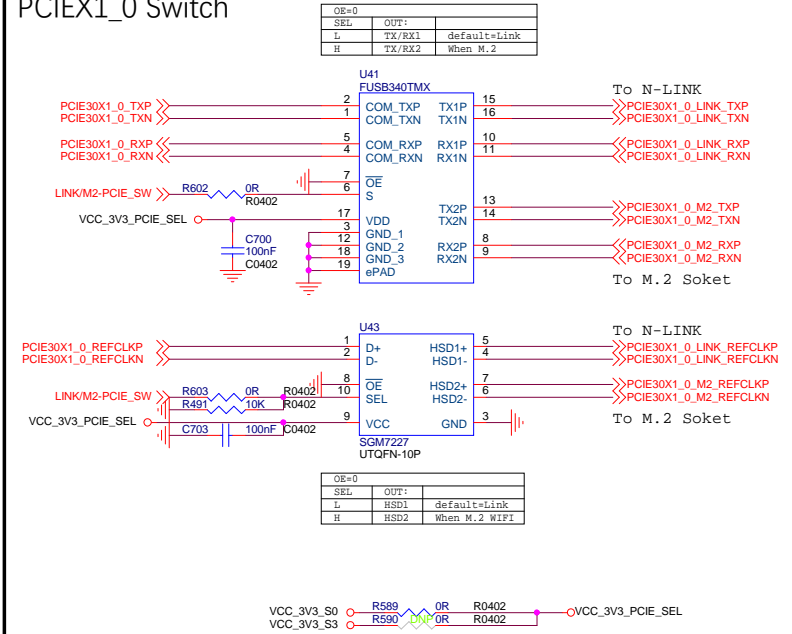 PCIEX1_0 Switch
OE=0
SEL OUT:
L TX/RX1 default=Link
H TX/RX2 When M.2
U41
FUSB340TMX
To N-LINK
PCIE30X1_0_TXP 2 COM_TXP TX1P 15 PCIE30X1_0_LINK_TXP
PCIE30X1_0_TXN 1 COM_TXN TX1N 16 PCIE30X1_0_LINK_TXN
PCIE30X1_0_RXP 5 COM_RXP RX1P 10 PCIE30X1_0_LINK_RXP
PCIE30X1_0_RXN 4 COM_RXN RX1N 11 PCIE30X1_0_LINK_RXN
7 OE
LINK/M2-PCIE_SW R602 0R 6 S
R0402
TX2P 13 PCIE30X1_0_M2_TXP
VCC_3V3_PCIE_SEL 17 VDD TX2N 14 PCIE30X1_0_M2_TXN
3 GND_1
C700 12 GND_2 RX2P 8 PCIE30X1_0_M2_RXP
100nF 18 GND_3 RX2N 9 PCIE30X1_0_M2_RXN
C0402 19 ePAD
To M.2 Soket
U43
To N-LINK
PCIE30X1_0_REFCLKP 1 D+ HSD1+ 5 PCIE30X1_0_LINK_REFCLKP
PCIE30X1_0_REFCLKN 2 D- HSD1- 4 PCIE30X1_0_LINK_REFCLKN
8 OE HSD2+ 7 PCIE30X1_0_M2_REFCLKP
LINK/M2-PCIE_SW R603 0R R0402 10 SEL HSD2- 6 PCIE30X1_0_M2_REFCLKN
R491 10K R0402
VCC_3V3_PCIE_SEL 9 VCC GND 3
To M.2 Soket
C703 100nF C0402
SGM7227
UTQFN-10P
OE=0
SEL OUT:
L HSD1 default=Link
H HSD2 When M.2 WIFI
VCC_3V3_S0 R589 0R R0402 VCC_3V3_PCIE_SEL
VCC_3V3_S3 R590 DNP 0R R0402